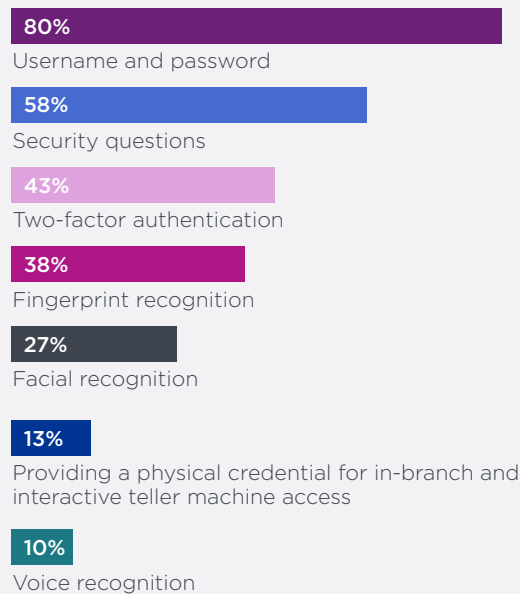 80%
Username and password
58%
Security questions
43%
Two-factor authentication
38%
Fingerprint recognition
27%
Facial recognition
13%
Providing a physical credential for in-branch and
interactive teller machine access
10%
Voice recognition